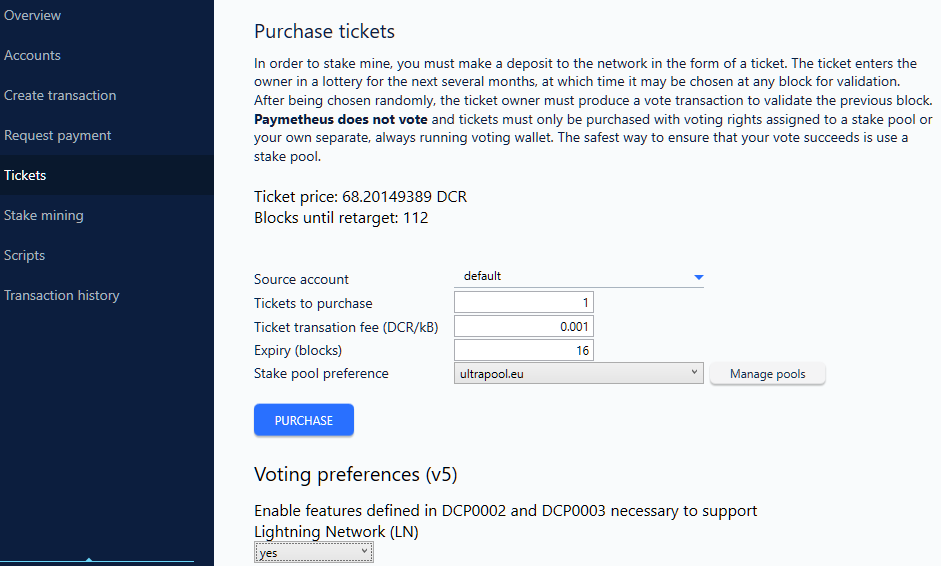 Overview
Accounts
Create transaction
Request payment
Tickets
Stake mining
Scripts
Transaction history
Purchase tickets
In order to stake mine, you must make a deposit to the network in the form of a ticket. The ticket enters the
owner in a lottery for the next several months, at which time it may be chosen at any block for validation.
After being chosen randomly, the ticket owner must produce a vote transaction to validate the previous block.
Paymetheus does not vote and tickets must only be purchased with voting rights assigned to a stake pool or
your own separate, always running voting wallet. The safest way to ensure that your vote succeeds is use a
stake pool.
Ticket price: 68.20149389 DCR
Blocks until retarget: 112
Source account default
Tickets to purchase 1
Ticket transation fee (DCR/kB) 0.001
Expiry (blocks) 16
Stake pool preference ultrapool.eu Manage pools
PURCHASE
Voting preferences (v5)
Enable features defined in DCP0002 and DCP0003 necessary to support
Lightning Network (LN)
yes